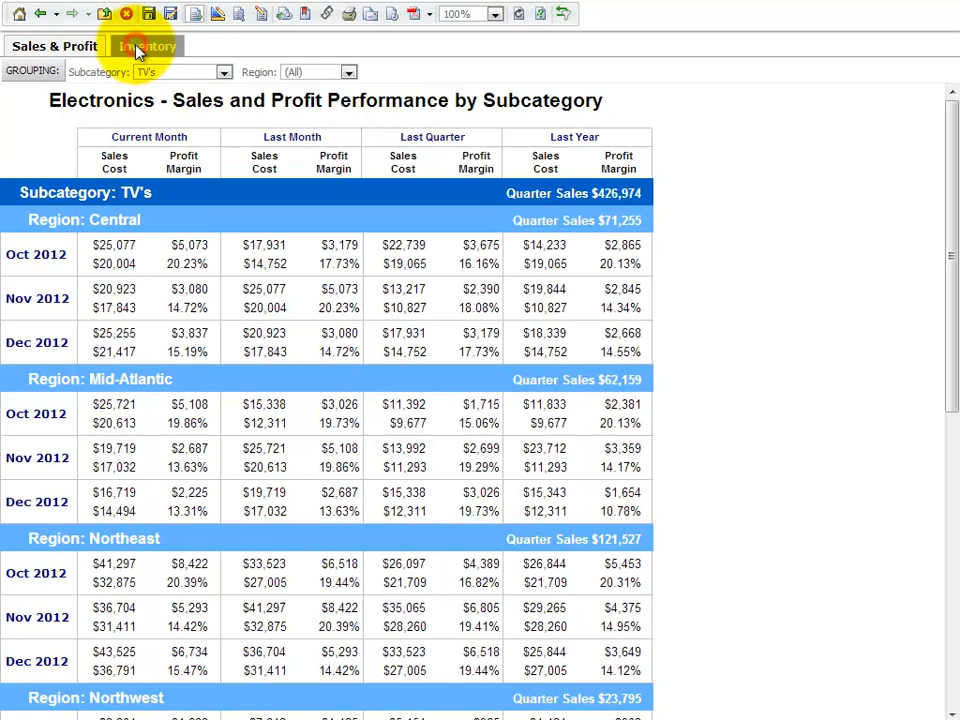 100%
Sales & Profit Inventory
GROUPING: Subcategory: TV's Region: (All)
Electronics - Sales and Profit Performance by Subcategory
Current Month Last Month Last Quarter Last Year
Sales Profit Sales Profit Sales Profit Sales Profit
Cost Margin Cost Margin Cost Margin Cost Margin
Subcategory: TV's Quarter Sales $426,974
Region: Central Quarter Sales $71,255
Oct 2012
$25,077 $5,073 $17,931 $3,179 $22,739 $3,675 $14,233 $2,865
$20,004 20.23% $14,752 17.73% $19,065 16.16% $19,065 20.13%
Nov 2012
$20,923 $3,080 $25,077 $5,073 $13,217 $2,390 $19,844 $2,845
$17,843 14.72% $20,004 20.23% $10,827 18.08% $10,827 14.34%
Dec 2012
$25,255 $3,837 $20,923 $3,080 $17,931 $3,179 $18,339 $2,668
$21,417 15.19% $17,843 14.72% $14,752 17.73% $14,752 14.55%
Region: Mid-Atlantic Quarter Sales $62,159
Oct 2012
$25,721 $5,108 $15,338 $3,026 $11,392 $1,715 $11,833 $2,381
$20,613 19.86% $12,311 19.73% $9,677 15.06% $9,677 20.13%
Nov 2012
$19,719 $2,687 $25,721 $5,108 $13,992 $2,699 $23,712 $3,359
$17,032 13.63% $20,613 19.86% $11,293 19.29% $11,293 14.17%
Dec 2012
$16,719 $2,225 $19,719 $2,687 $15,338 $3,026 $15,343 $1,654
$14,494 13.31% $17,032 13.63% $12,311 19.73% $12,311 10.78%
Region: Northeast Quarter Sales $121,527
Oct 2012
$41,297 $8,422 $33,523 $6,518 $26,097 $4,389 $26,844 $5,453
$32,875 20.39% $27,005 19.44% $21,709 16.82% $21,709 20.31%
Nov 2012
$36,704 $5,293 $41,297 $8,422 $35,065 $6,805 $29,265 $4,375
$31,411 14.42% $32,875 20.39% $28,260 19.41% $28,260 14.95%
Dec 2012
$43,525 $6,734 $36,704 $5,293 $33,523 $6,518 $25,844 $3,649
$36,791 15.47% $31,411 14.42% $27,005 19.44% $27,005 14.12%
Region: Northwest Quarter Sales $23,795